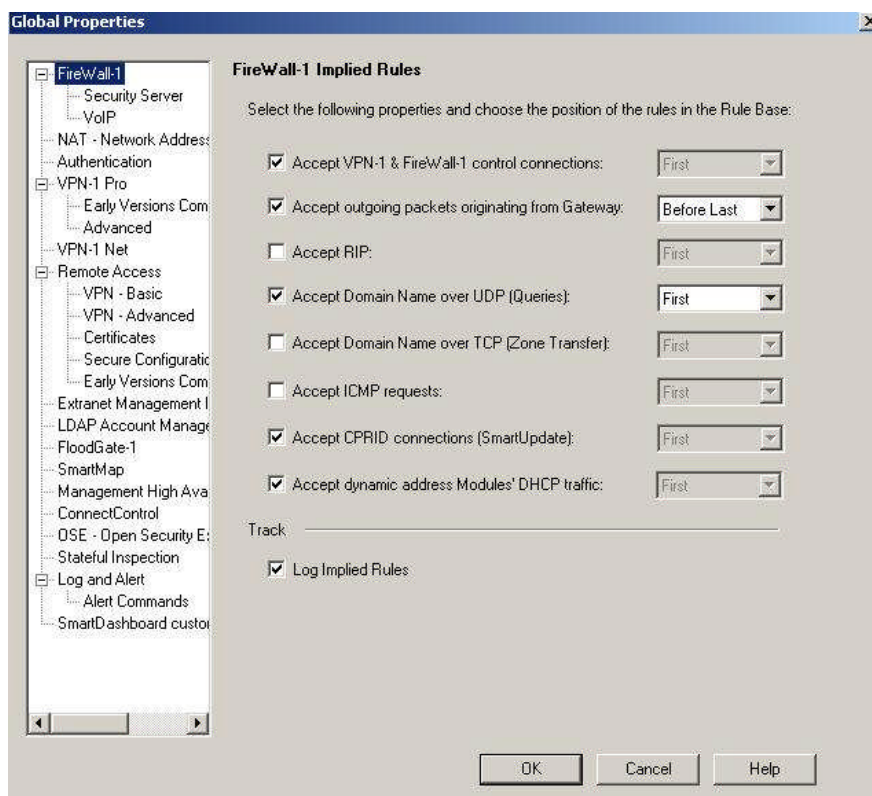 Global Properties
FireWall-1
Security Server
VoIP
NAT - Network Address
Authentication
VPN-1 Pro
Early Versions Com
Advanced
VPN-1 Net
Remote Access
VPN - Basic
VPN - Advanced
Certificates
Secure Configuratic
Early Versions Com
Extranet Management I
LDAP Account Manage
FloodGate-1
SmartMap
Management High Ava
ConnectControl
OSE - Open Security E
Stateful Inspection
Log and Alert
Alert Commands
SmartDashboard custor
FireWall-1 Implied Rules
Select the following properties and choose the position of the rules in the Rule Base:
Accept VPN-1 & FireWall-1 control connections: First
Accept outgoing packets originating from Gateway: Before Last
Accept RIP: First
Accept Domain Name over UDP (Queries): First
Accept Domain Name over TCP (Zone Transfer): First
Accept ICMP requests: First
Accept CPRID connections (SmartUpdate): First
Accept dynamic address Modules' DHCP traffic: First
Track
Log Implied Rules
OK Cancel Help